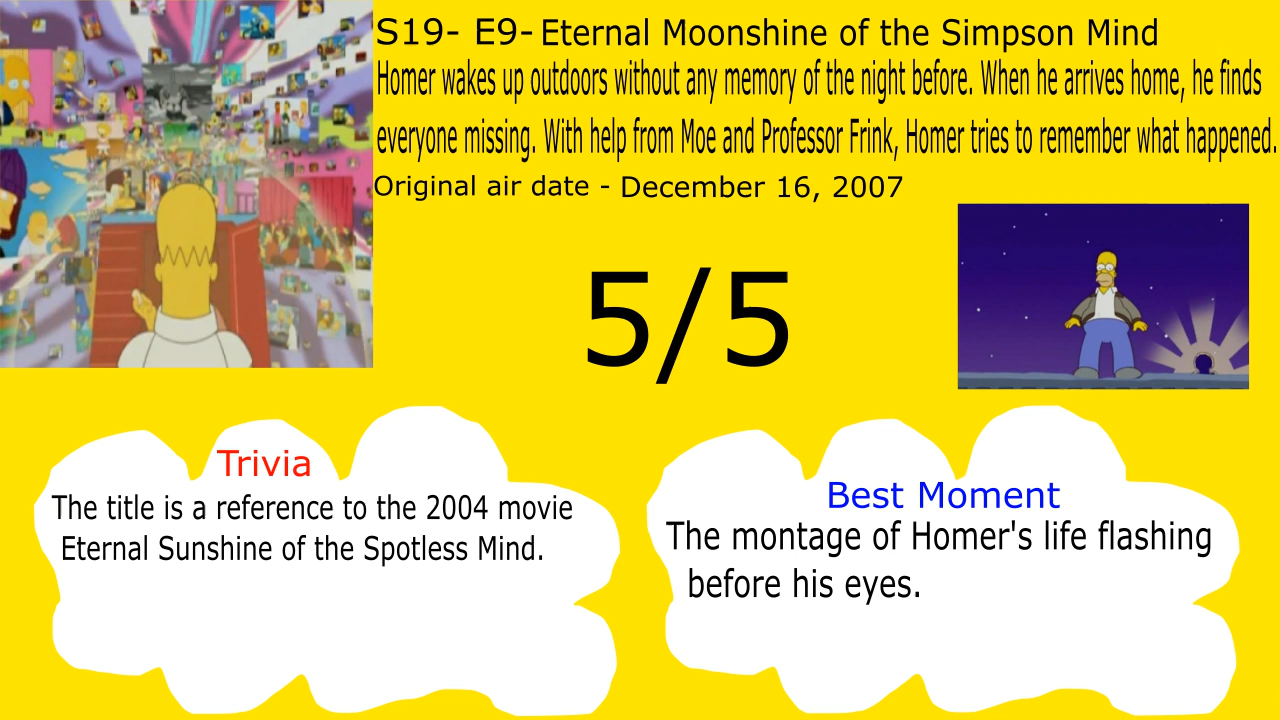 S19- E9- Eternal Moonshine of the Simpson Mind
Homer wakes up outdoors without any memory of the night before. When he arrives home, he finds
everyone missing. With help from Moe and Professor Frink, Homer tries to remember what happened.
Original air date - December 16, 2007
5/5
Trivia
The title is a reference to the 2004 movie
Eternal Sunshine of the Spotless Mind.
Best Moment
The montage of Homer's life flashing
before his eyes.